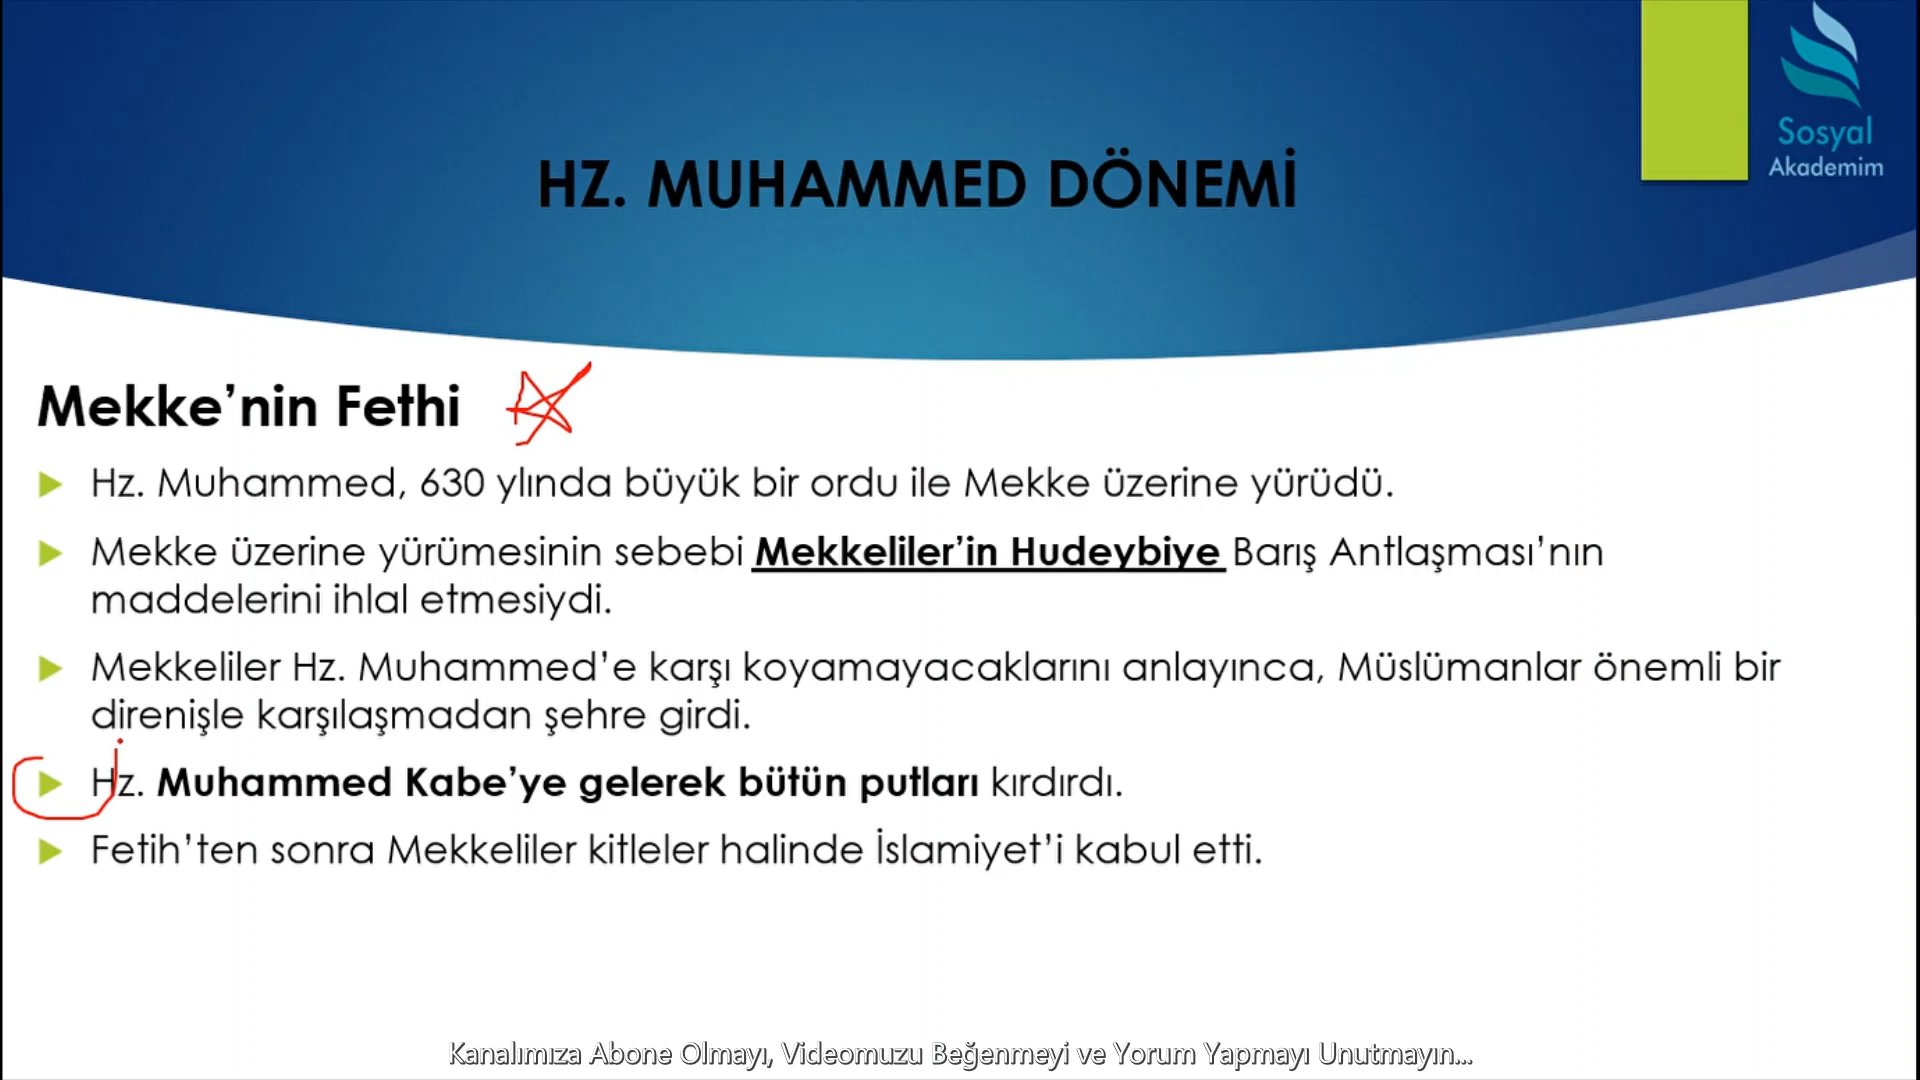 Sosyal
Akademim
HZ. MUHAMMED DÖNEMİ
Mekke’nin Fethi
Hz. Muhammed, 630 ylında büyük bir ordu ile Mekke üzerine yürüdü.
Mekke üzerine yürümesinin sebebi Mekkeliler’in Hudeybiye Barış Antlaşması’nın
maddelerini ihlal etmesiydi.
Mekkeliler Hz. Muhammed’e karşı koyamayacaklarını anlayınca, Müslümanlar önemli bir
direnişle karşılaşmadan şehre girdi.
Hz. Muhammed Kabe’ye gelerek bütün putları kırdırdı.
Fetih’ten sonra Mekkeliler kitleler halinde İslamiyet’i kabul etti.
Kanalımıza Abone Olmayı, Videomuzu Beğenmeyi ve Yorum Yapmayı Unutmayın...